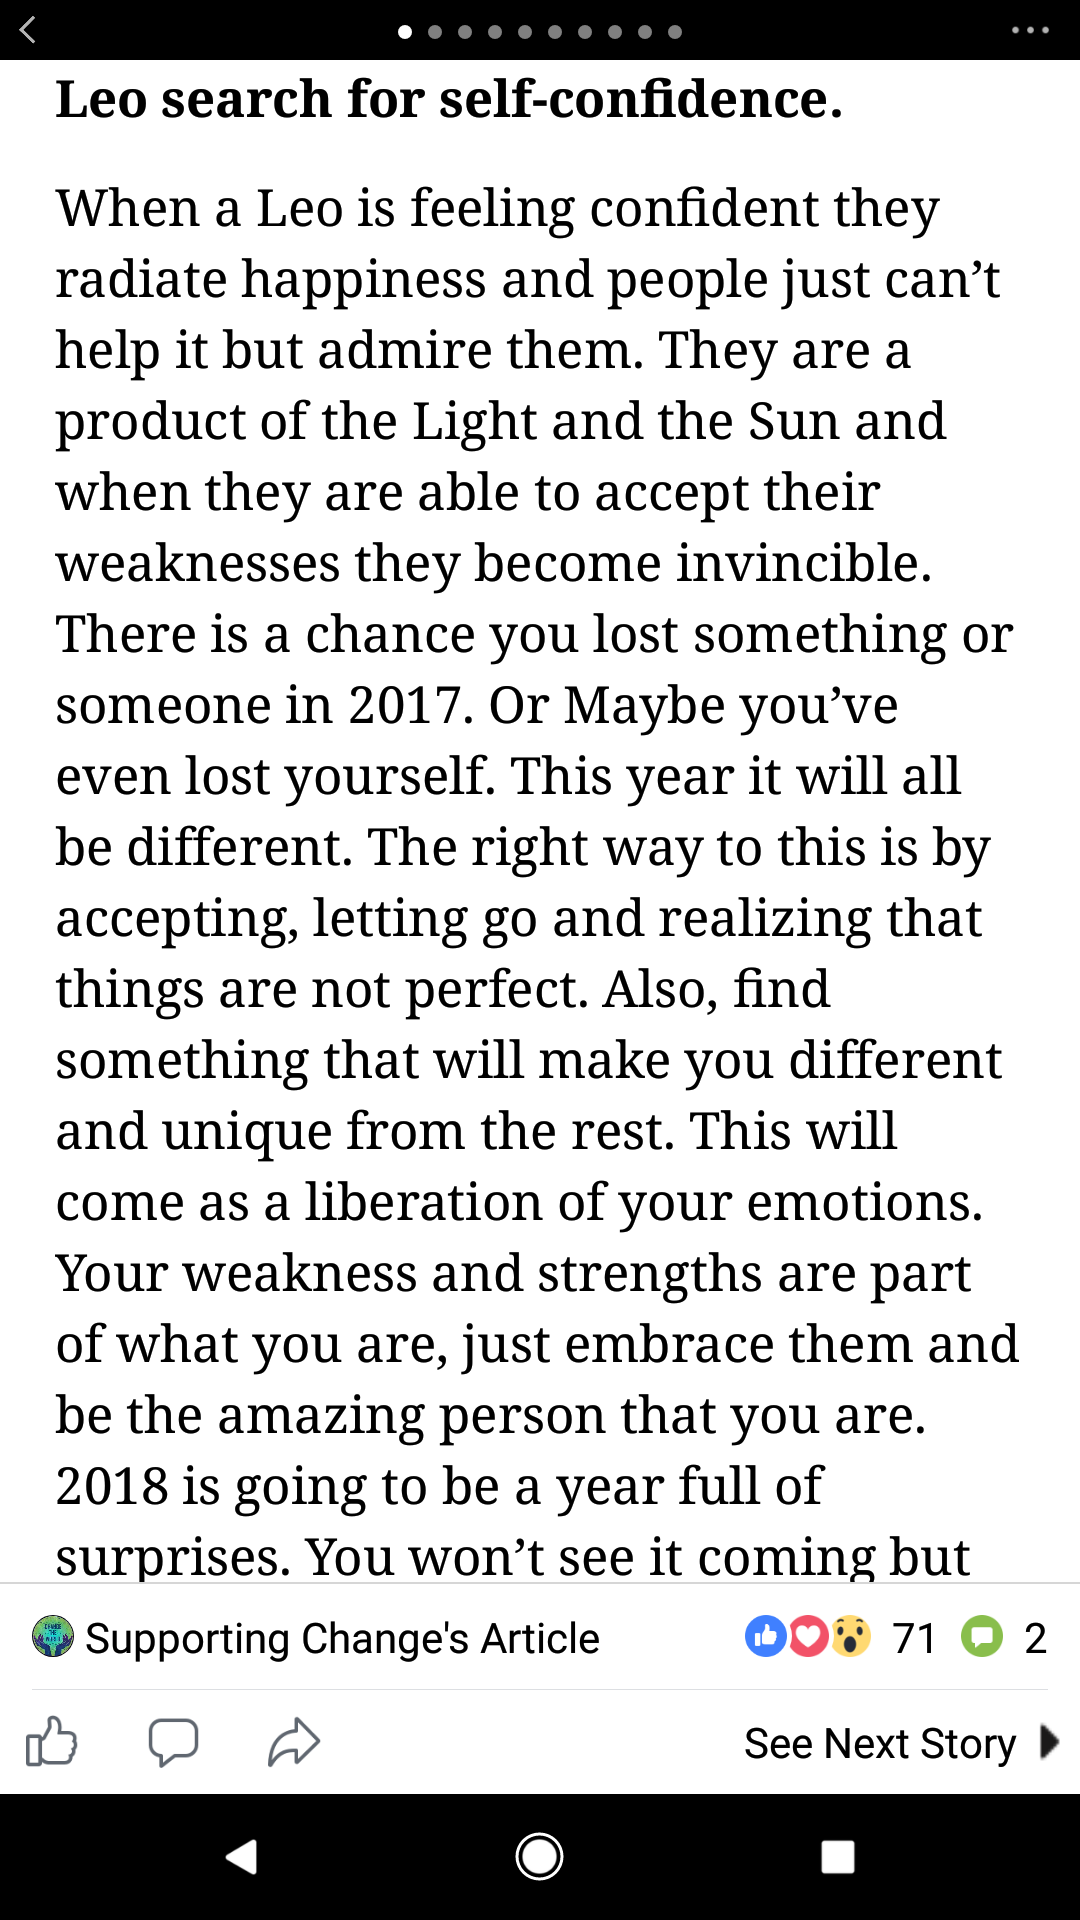 Leo search for self-confidence.
When a Leo is feeling confident they
radiate happiness and people just can’t
help it but admire them. They are a
product of the Light and the Sun and
when they are able to accept their
weaknesses they become invincible.
There is a chance you lost something or
someone in 2017. Or Maybe you’ve
even lost yourself. This year it will all
be different. The right way to this is by
accepting, letting go and realizing that
things are not perfect. Also, find
something that will make you different
and unique from the rest. This will
come as a liberation of your emotions.
Your weakness and strengths are part
of what you are, just embrace them and
be the amazing person that you are.
2018 is going to be a year full of
surprises. You won’t see it coming but
Supporting Change's Article 71 2
See Next Story